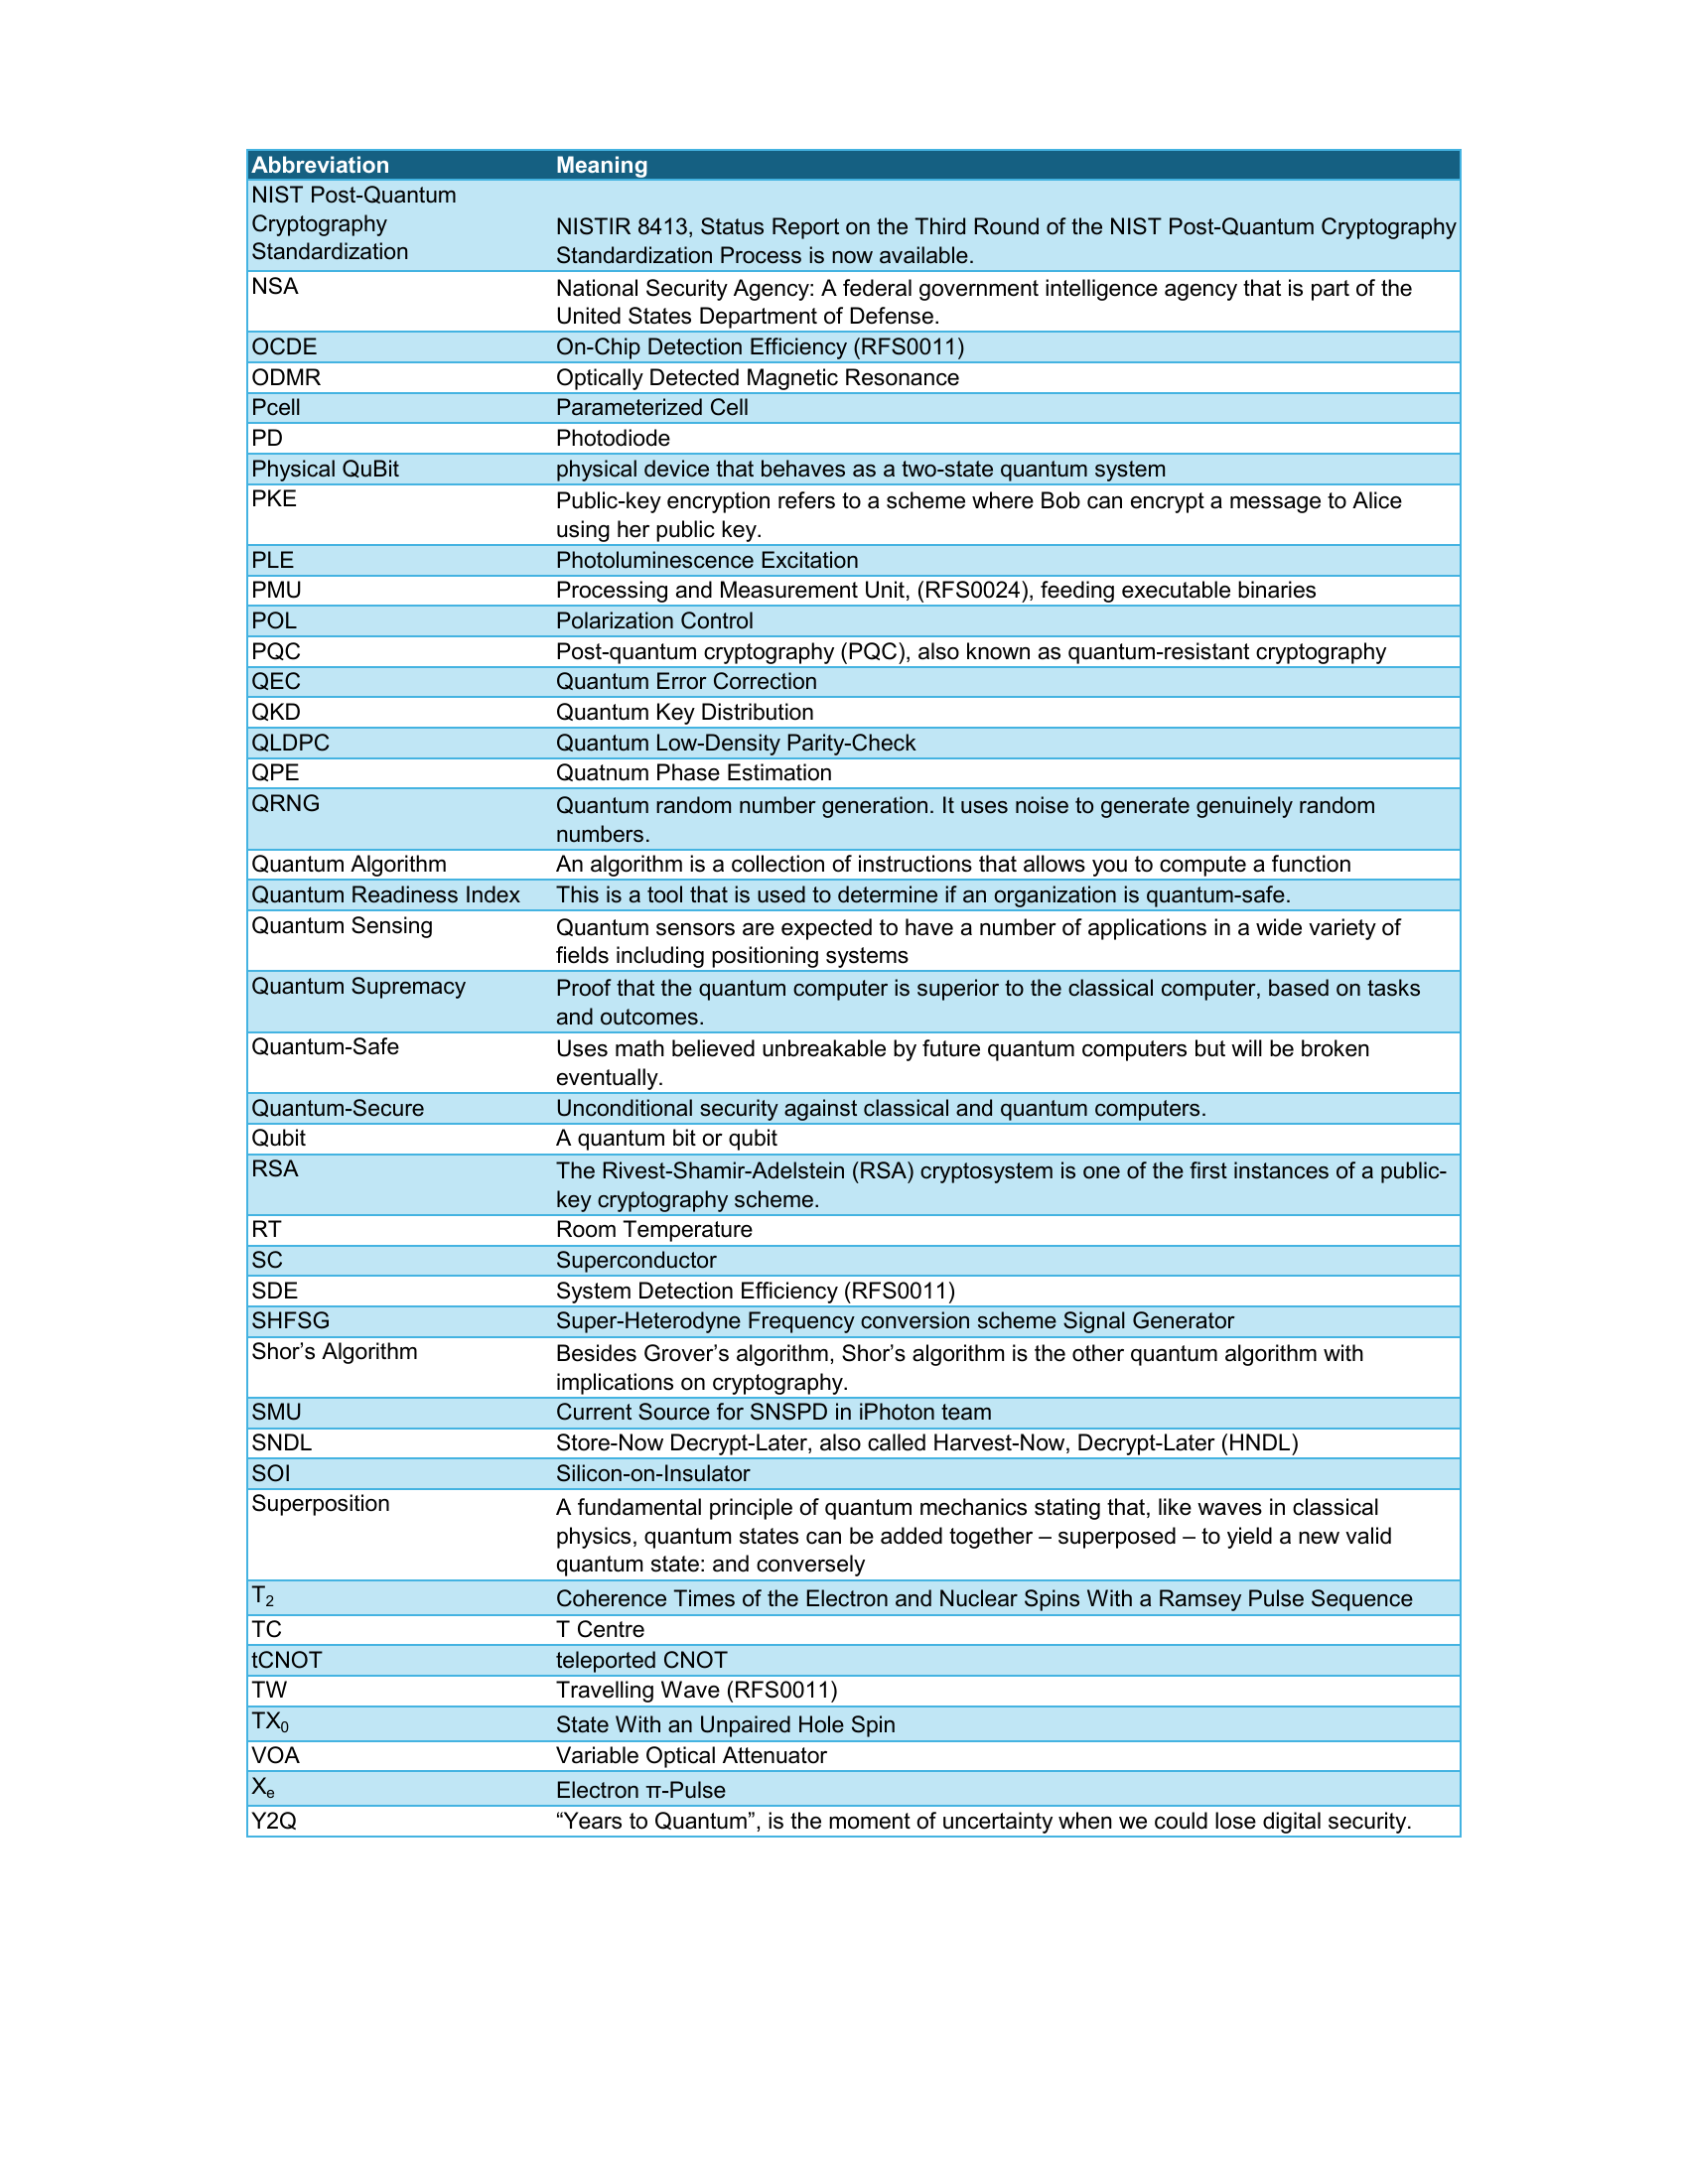 Abbreviation Meaning
NIST Post-Quantum
Cryptography
Standardization
NISTIR 8413, Status Report on the Third Round of the NIST Post-Quantum Cryptography
Standardization Process is now available.
NSA National Security Agency: A federal government intelligence agency that is part of the
United States Department of Defense.
OCDE On-Chip Detection Efficiency (RFS0011)
ODMR Optically Detected Magnetic Resonance
Pcell Parameterized Cell
PD Photodiode
Physical QuBit physical device that behaves as a two-state quantum system
PKE Public-key encryption refers to a scheme where Bob can encrypt a message to Alice
using her public key.
PLE Photoluminescence Excitation
PMU Processing and Measurement Unit, (RFS0024), feeding executable binaries
POL Polarization Control
PQC Post-quantum cryptography (PQC), also known as quantum-resistant cryptography
QEC Quantum Error Correction
QKD Quantum Key Distribution
QLDPC Quantum Low-Density Parity-Check
QPE Quatnum Phase Estimation
QRNG Quantum random number generation. It uses noise to generate genuinely random
numbers.
Quantum Algorithm An algorithm is a collection of instructions that allows you to compute a function
Quantum Readiness Index This is a tool that is used to determine if an organization is quantum-safe.
Quantum Sensing Quantum sensors are expected to have a number of applications in a wide variety of
fields including positioning systems
Quantum Supremacy Proof that the quantum computer is superior to the classical computer, based on tasks
and outcomes.
Quantum-Safe Uses math believed unbreakable by future quantum computers but will be broken
eventually.
Quantum-Secure Unconditional security against classical and quantum computers.
Qubit A quantum bit or qubit
RSA The Rivest-Shamir-Adelstein (RSA) cryptosystem is one of the first instances of a public-
key cryptography scheme.
RT Room Temperature
SC Superconductor
SDE System Detection Efficiency (RFS0011)
SHFSG Super-Heterodyne Frequency conversion scheme Signal Generator
Shor’s Algorithm Besides Grover’s algorithm, Shor’s algorithm is the other quantum algorithm with
implications on cryptography.
SMU Current Source for SNSPD in iPhoton team
SNDL Store-Now Decrypt-Later, also called Harvest-Now, Decrypt-Later (HNDL)
SOI Silicon-on-Insulator
Superposition A fundamental principle of quantum mechanics stating that, like waves in classical
physics, quantum states can be added together – superposed – to yield a new valid
quantum state: and conversely
T₂ Coherence Times of the Electron and Nuclear Spins With a Ramsey Pulse Sequence
TC T Centre
tCNOT teleported CNOT
TW Travelling Wave (RFS0011)
TX₀ State With an Unpaired Hole Spin
VOA Variable Optical Attenuator
Xₑ Electron π-Pulse
Y2Q “Years to Quantum”, is the moment of uncertainty when we could lose digital security.